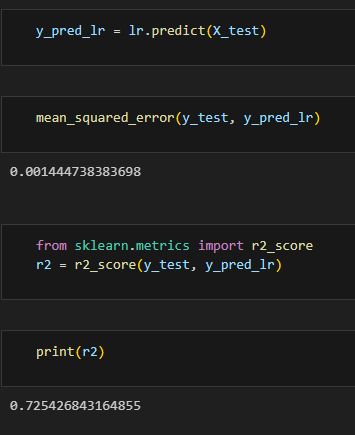 y_pred_lr = lr.predict(X_test)
mean_squared_error(y_test, y_pred_lr)
0.001444738383698
from sklearn.metrics import r2_score
r2 = r2_score(y_test, y_pred_lr)
print(r2)
0.725426843164855